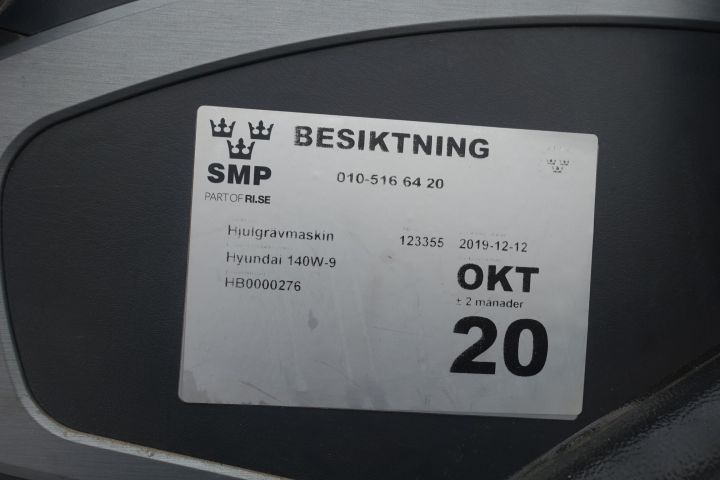 BESIKTNING
SMP
PART OF RI.SE
010-516 64 20
Hjulgrävmaskin
123355
2019-12-12
Hyundai 140W-9
HB0000276
OKT
± 2 månader
20